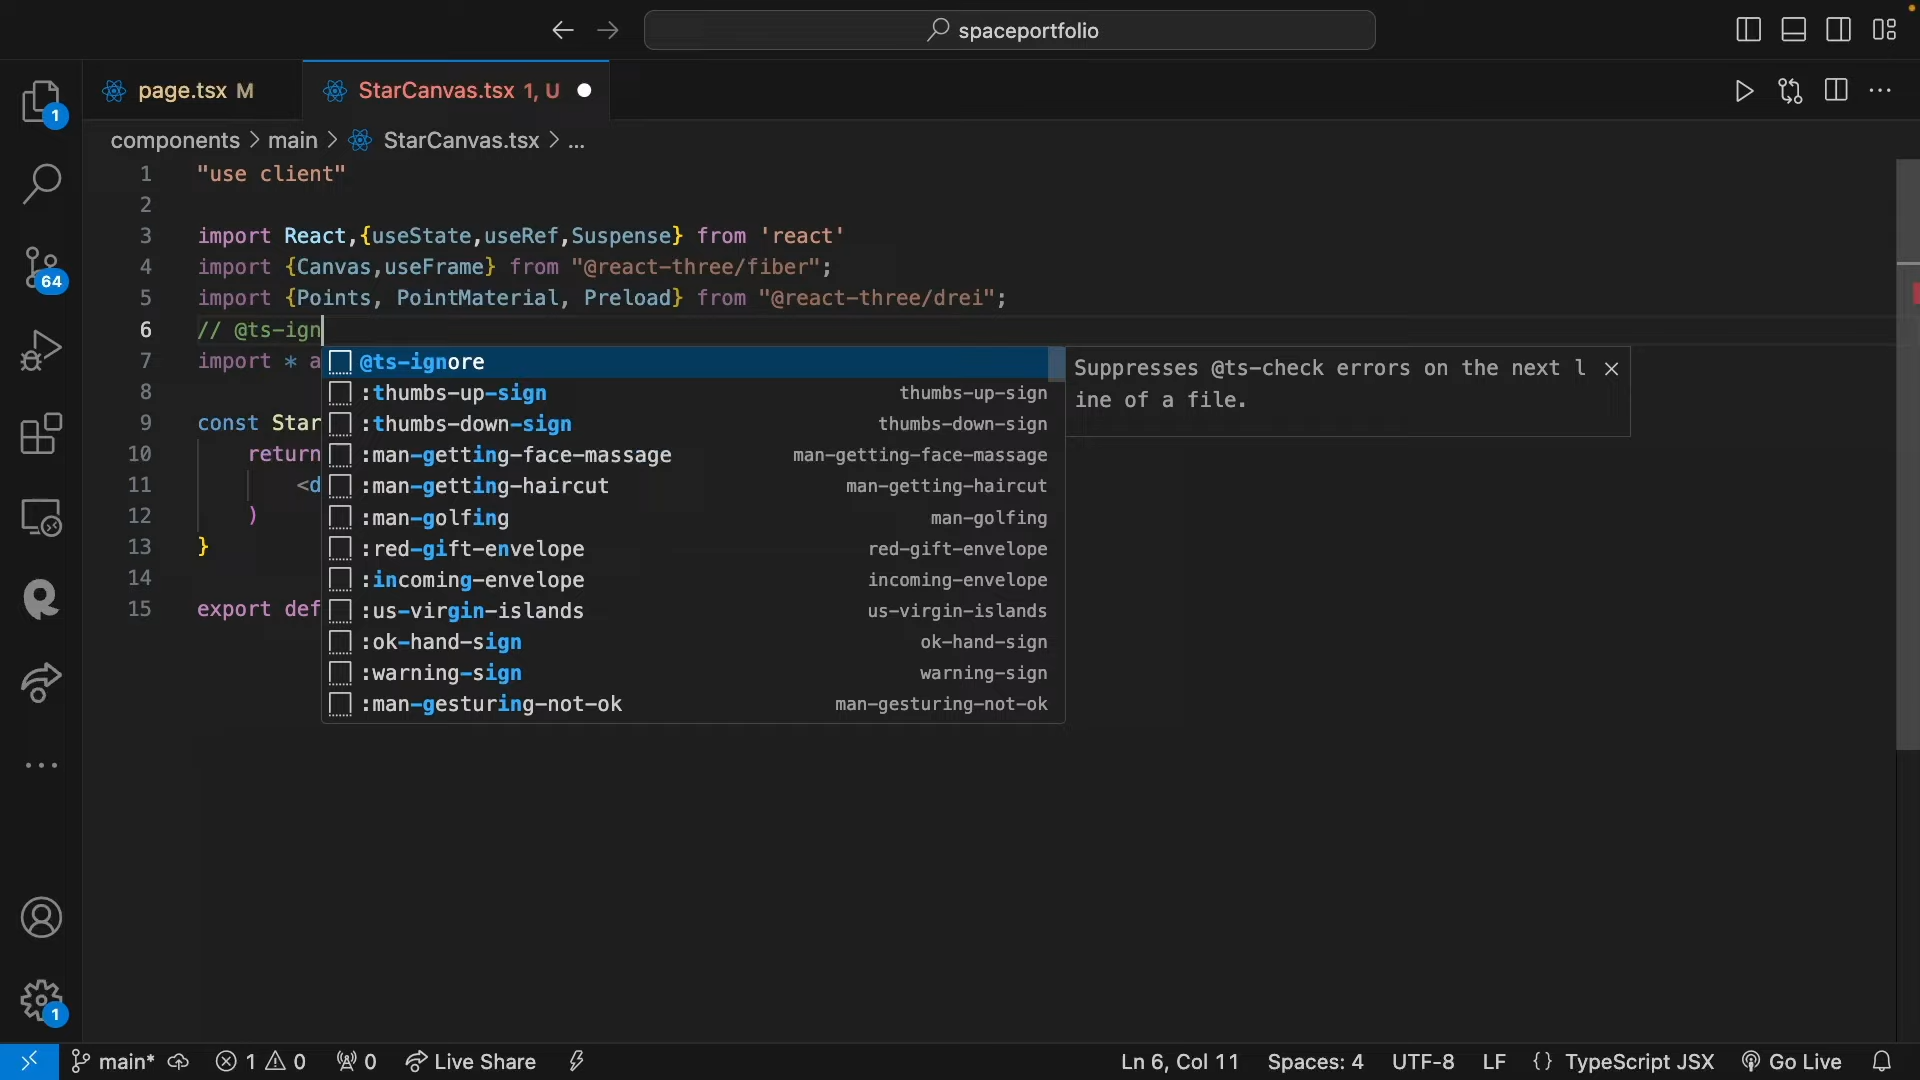 spaceportfolio
page.tsx M
StarCanvas.tsx 1, U
components > main > StarCanvas.tsx > ...
1 "use client"
2
3 import React,{useState,useRef,Suspense} from 'react'
4 import {Canvas,useFrame} from "@react-three/fiber";
5 import {Points, PointMaterial, Preload} from "@react-three/drei";
6 // @ts-ign
7 import * a
8
9 const Star
10 return
11 <d
12 )
13 }
14
15 export def
@ts-ignore
:thumbs-up-sign thumbs-up-sign
:thumbs-down-sign thumbs-down-sign
:man-getting-face-massage man-getting-face-massage
:man-getting-haircut man-getting-haircut
:man-golfing man-golfing
:red-gift-envelope red-gift-envelope
:incoming-envelope incoming-envelope
:us-virgin-islands us-virgin-islands
:ok-hand-sign ok-hand-sign
:warning-sign warning-sign
:man-gesturing-not-ok man-gesturing-not-ok
Suppresses @ts-check errors on the next l
ine of a file.
1
64
1
main* 1 0 0 Live Share Ln 6, Col 11 Spaces: 4 UTF-8 LF {} TypeScript JSX Go Live